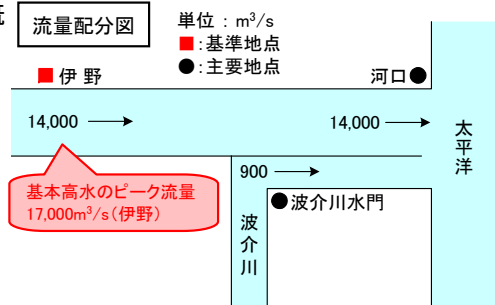 流量配分図
単位：m³/s
■：基準地点
●：主要地点
■伊野
河口●
14,000
14,000
太平洋
900
基本高水のピーク流量
17,000m³/s（伊野）
●波介川水門
波介川